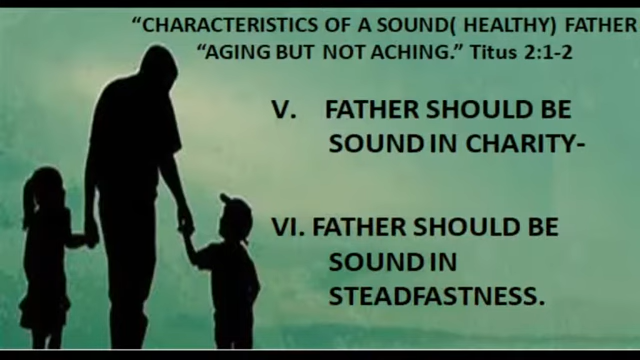 “CHARACTERISTICS OF A SOUND( HEALTHY) FATHER
“AGING BUT NOT ACHING.” Titus 2:1-2
V. FATHER SHOULD BE
SOUND IN CHARITY-
VI. FATHER SHOULD BE
SOUND IN
STEADFASTNESS.